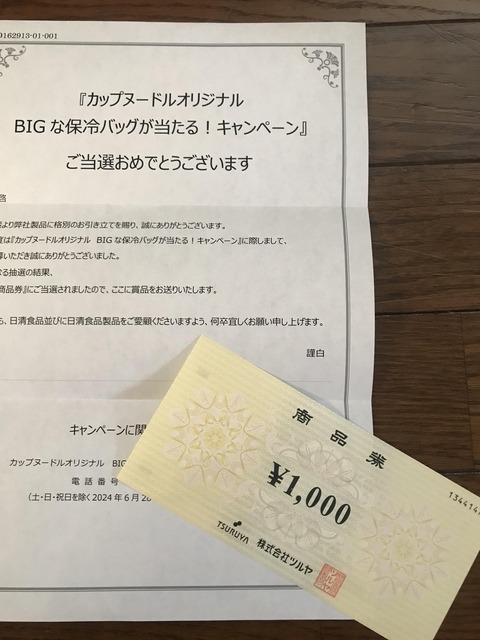 9162913-01-001
『カップヌードルオリジナル
BIGな保冷バッグが当たる！キャンペーン』
ご当選おめでとうございます
啓
より弊社製品に格別のお引き立てを賜り、誠にありがとうございます。
度は『カップヌードルオリジナル BIGな保冷バッグが当たる！キャンペーン』に際しまして、
募いただき誠にありがとうございました。
なる抽選の結果、
商品券』にご当選されましたので、ここに賞品をお送りいたします。
も、日清食品並びに日清食品製品をご愛顧くださいますよう、何卒宜しくお願い申し上げます。
謹白
キャンペーンに関
カップヌードルオリジナル BIG
電 話 番 号
（土・日・祝日を除く2024年6月2
商品券
¥1,000
134414
TSURUYA 株式会社ツルヤ